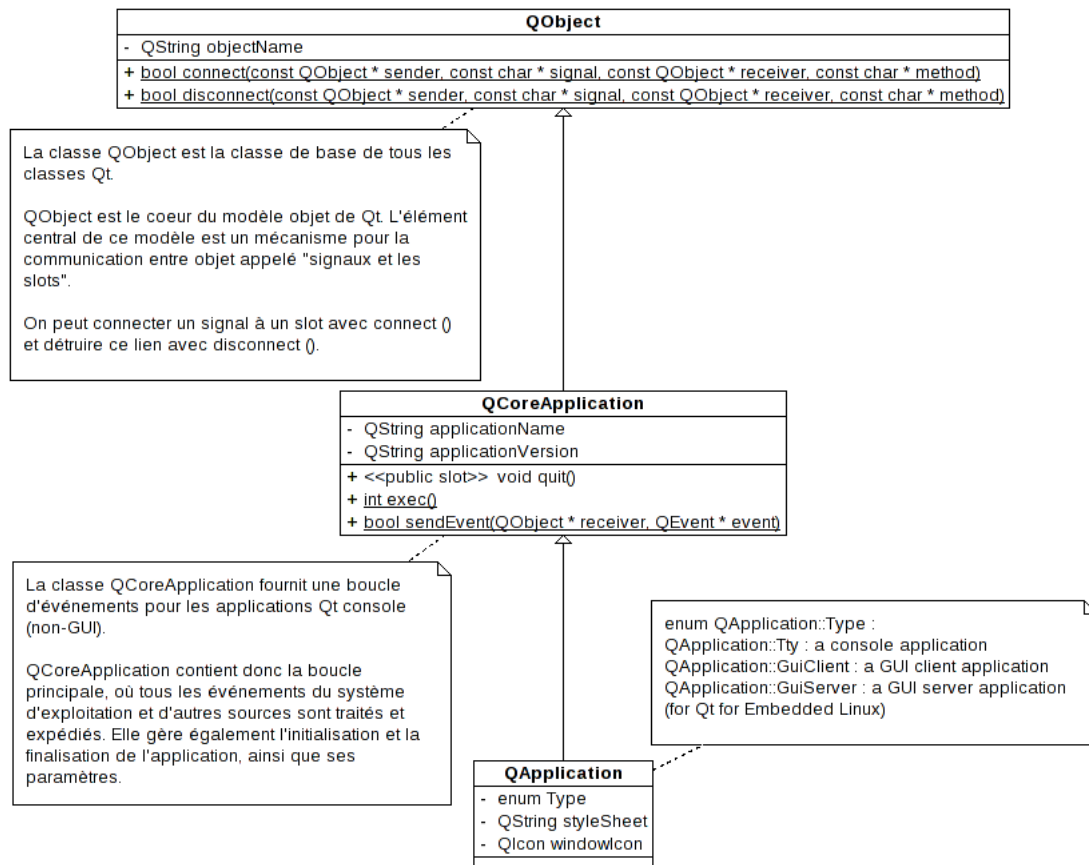 QObject
- QString objectName
+ bool connect(const QObject * sender, const char * signal, const QObject * receiver, const char * method)
+ bool disconnect(const QObject * sender, const char * signal, const QObject * receiver, const char * method)
La classe QObject est la classe de base de tous les
classes Qt.
QObject est le coeur du modèle objet de Qt. L'élément
central de ce modèle est un mécanisme pour la
communication entre objet appelé "signaux et les
slots".
On peut connecter un signal à un slot avec connect ()
et détruire ce lien avec disconnect ().
QCoreApplication
- QString applicationName
- QString applicationVersion
+ <<public slot>> void quit()
+ int exec()
+ bool sendEvent(QObject * receiver, QEvent * event)
La classe QCoreApplication fournit une boucle
d'événements pour les applications Qt console
(non-GUI).
QCoreApplication contient donc la boucle
principale, où tous les événements du système
d'exploitation et d'autres sources sont traités et
expédiés. Elle gère également l'initialisation et la
finalisation de l'application, ainsi que ses
paramètres.
enum QApplication::Type :
QApplication::Tty : a console application
QApplication::GuiClient : a GUI client application
QApplication::GuiServer : a GUI server application
(for Qt for Embedded Linux)
QApplication
- enum Type
- QString styleSheet
- QIcon windowIcon